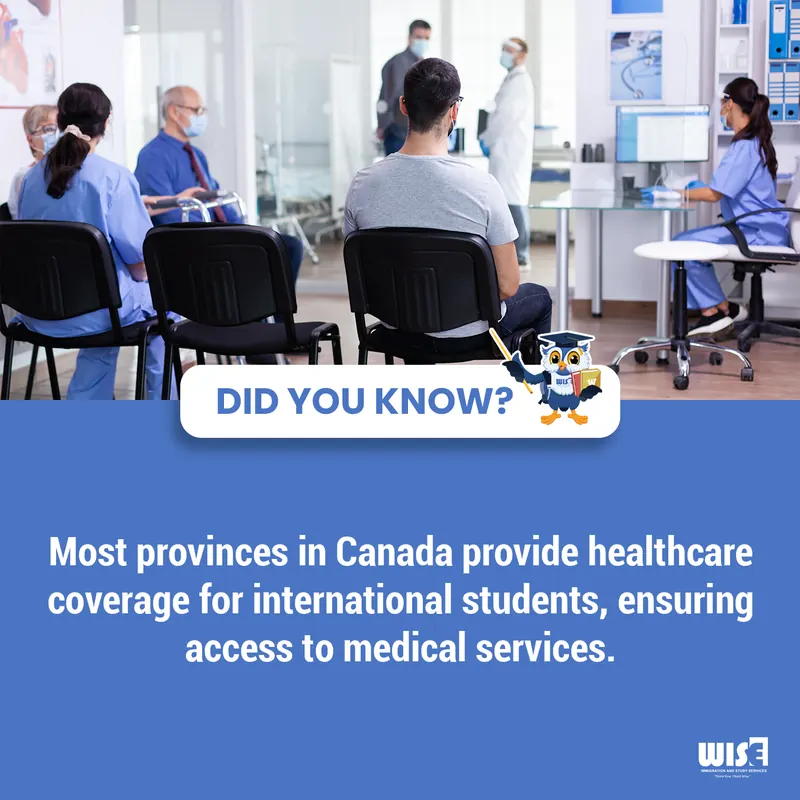 DID YOU KNOW?
WISE
Most provinces in Canada provide healthcare
coverage for international students, ensuring
access to medical services.
WISE
IMMIGRATION AND STUDY SERVICES